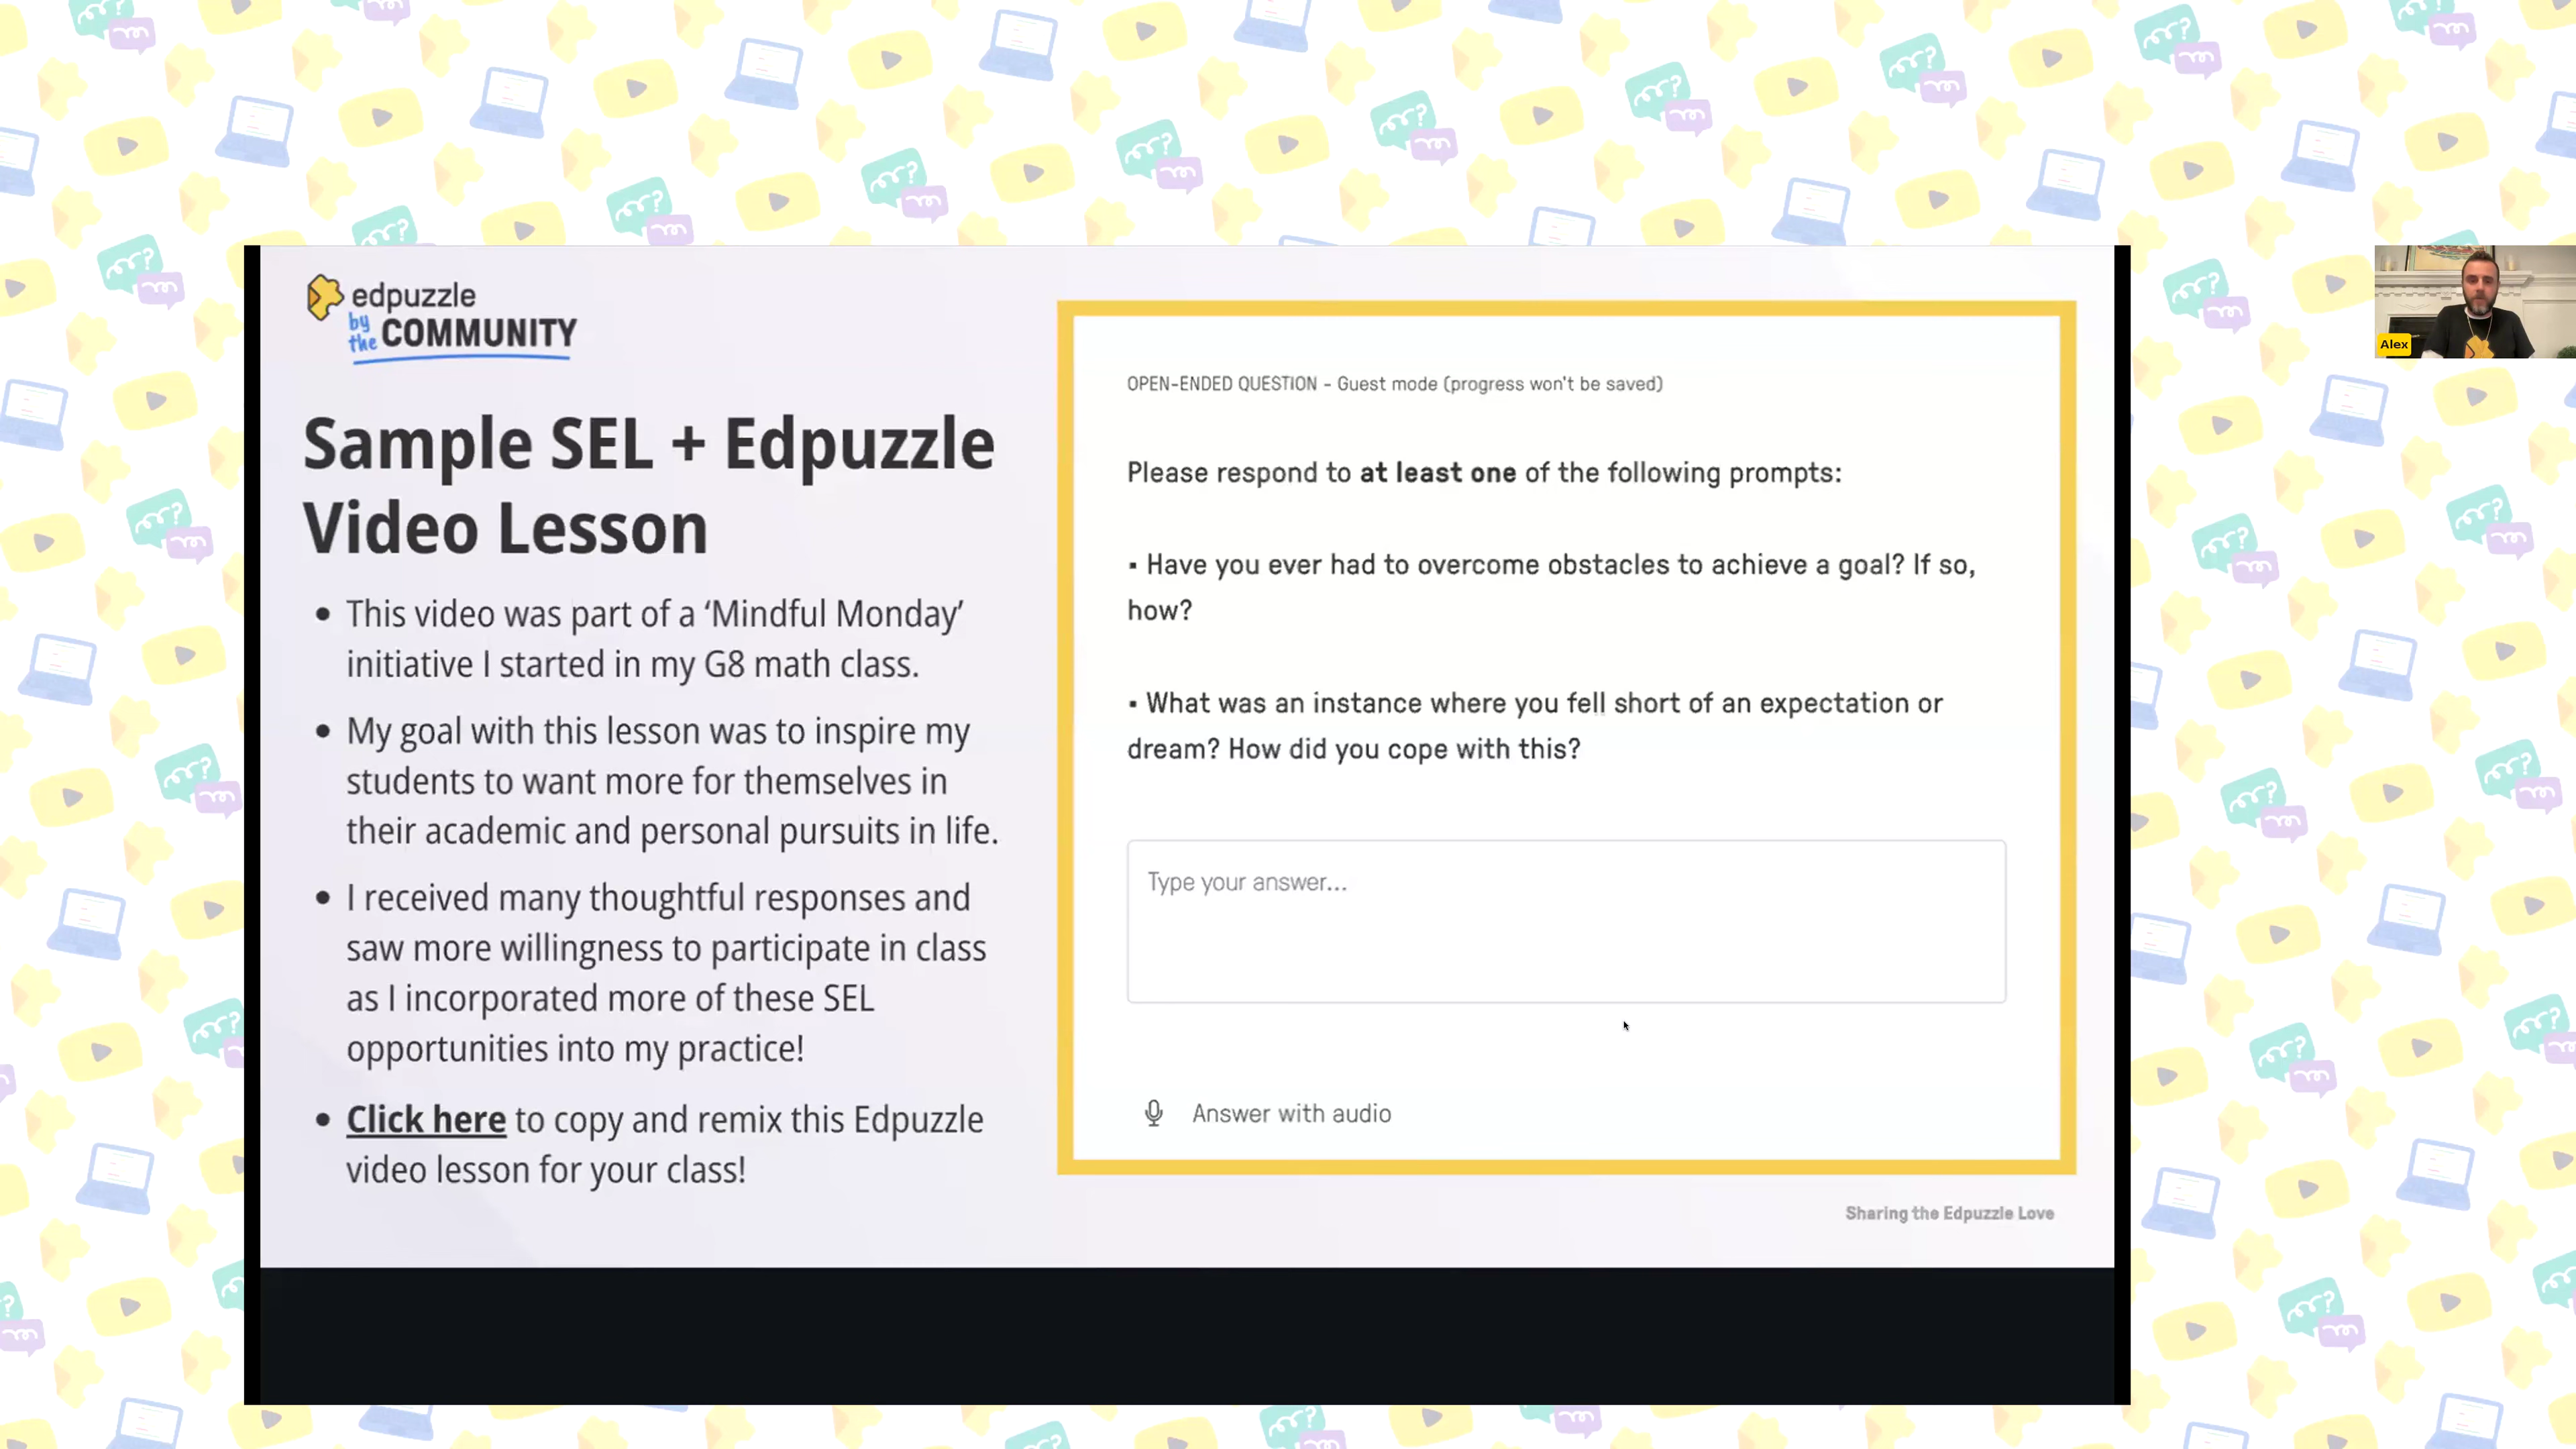 edpuzzle
by the COMMUNITY
Sample SEL + Edpuzzle
Video Lesson
• This video was part of a ‘Mindful Monday’
initiative I started in my G8 math class.
• My goal with this lesson was to inspire my
students to want more for themselves in
their academic and personal pursuits in life.
• I received many thoughtful responses and
saw more willingness to participate in class
as I incorporated more of these SEL
opportunities into my practice!
• Click here to copy and remix this Edpuzzle
video lesson for your class!
OPEN-ENDED QUESTION - Guest mode (progress won't be saved)
Please respond to at least one of the following prompts:
▪ Have you ever had to overcome obstacles to achieve a goal? If so,
how?
▪ What was an instance where you fell short of an expectation or
dream? How did you cope with this?
Type your answer...
Answer with audio
Sharing the Edpuzzle Love
Alex